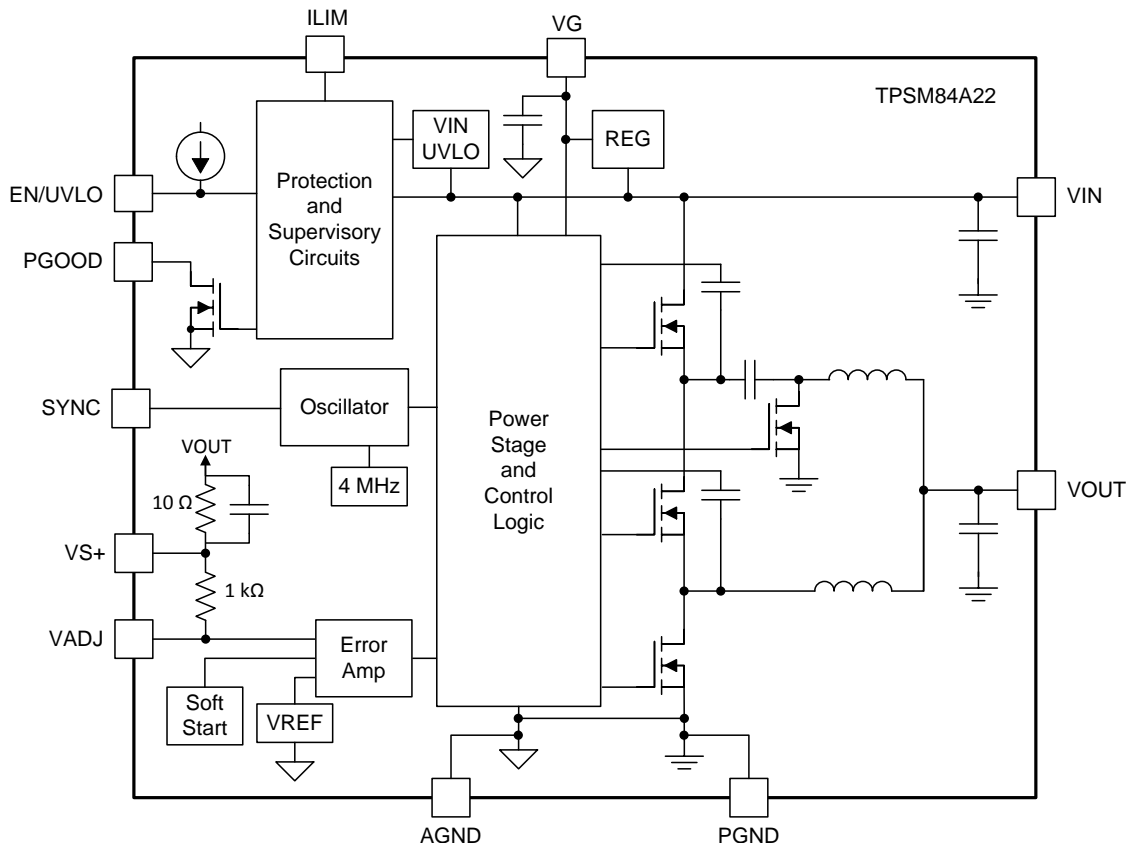 ILIM
VG
TPSM84A22
VIN
UVLO
REG
EN/UVLO
Protection
and
Supervisory
Circuits
VIN
PGOOD
SYNC
Oscillator
4 MHz
Power
Stage
and
Control
Logic
VOUT
10 Ω
VOUT
VS+
1 kΩ
VADJ
Error
Amp
Soft
Start
VREF
AGND
PGND